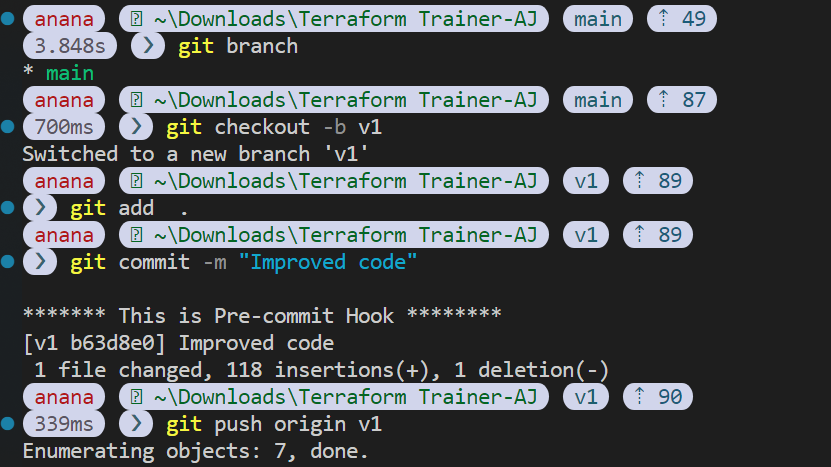 anana ~\Downloads\Terraform Trainer-AJ main ⇡ 49
3.848s ❯ git branch
* main
anana ~\Downloads\Terraform Trainer-AJ main ⇡ 87
700ms ❯ git checkout -b v1
Switched to a new branch 'v1'
anana ~\Downloads\Terraform Trainer-AJ v1 ⇡ 89
❯ git add  .
anana ~\Downloads\Terraform Trainer-AJ v1 ⇡ 89
❯ git commit -m "Improved code"
******* This is Pre-commit Hook ********
[v1 b63d8e0] Improved code
1 file changed, 118 insertions(+), 1 deletion(-)
anana ~\Downloads\Terraform Trainer-AJ v1 ⇡ 90
339ms ❯ git push origin v1
Enumerating objects: 7, done.